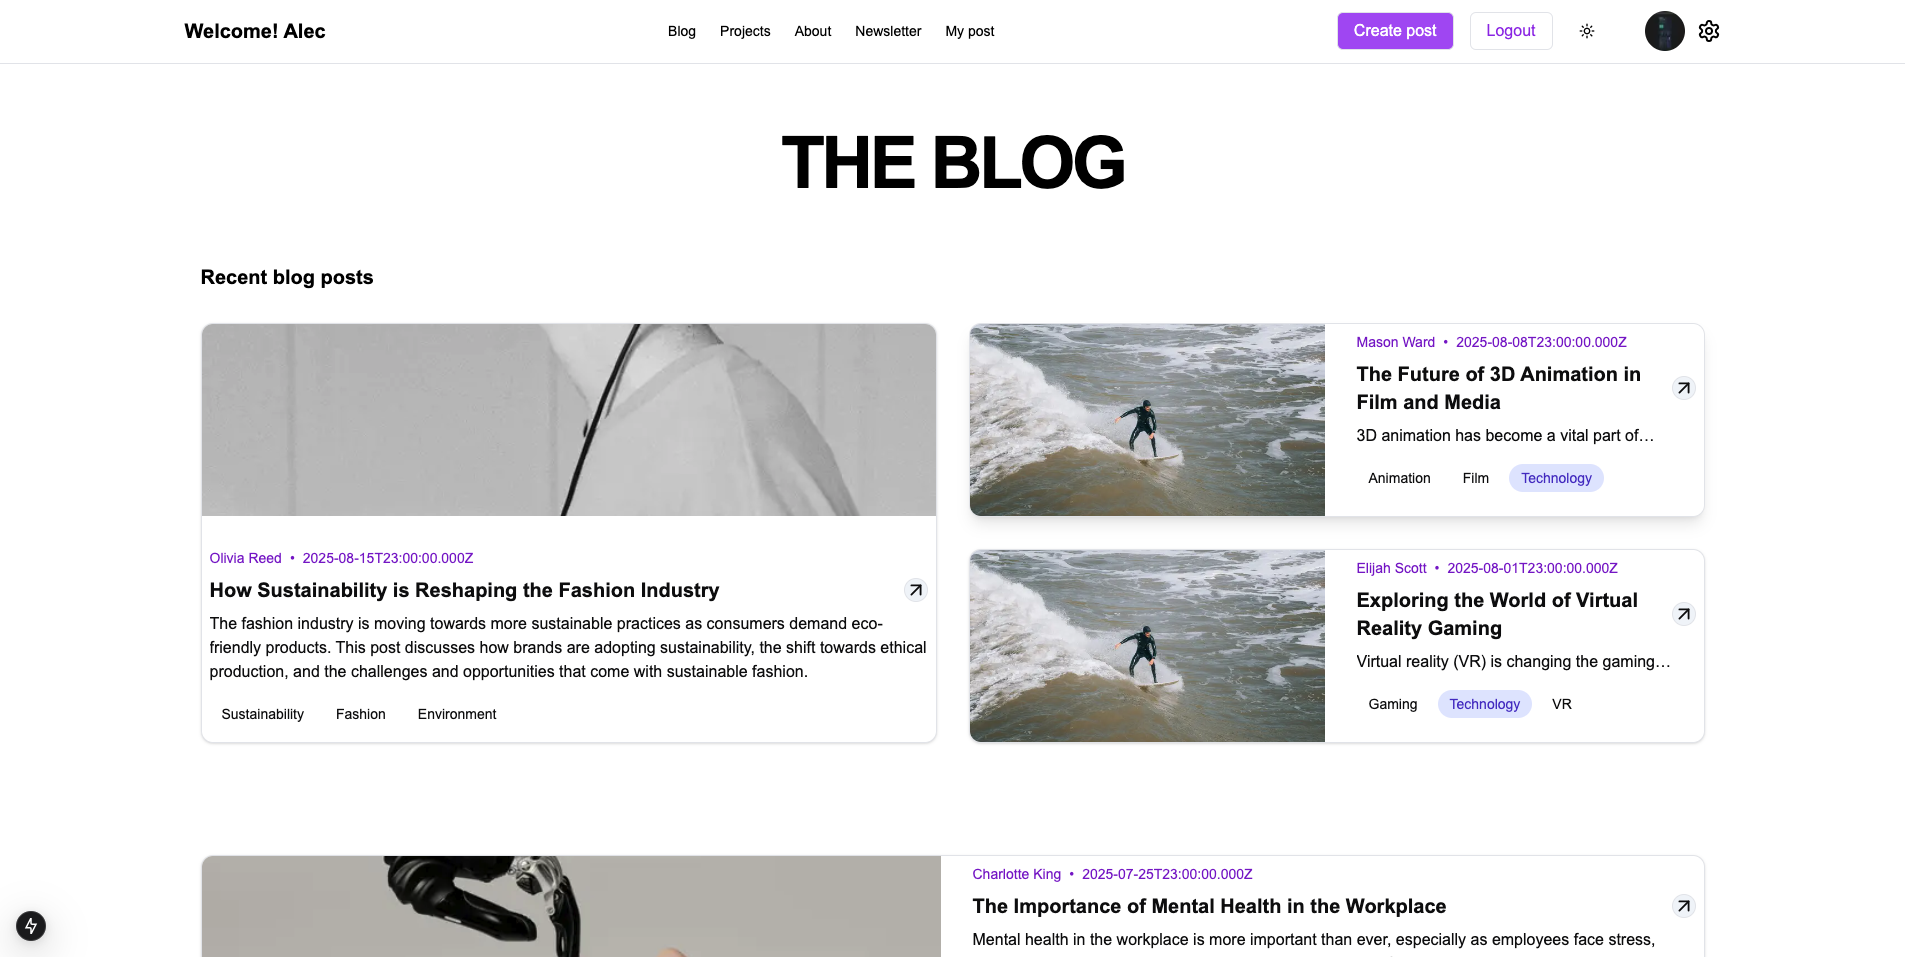 Welcome! Alec
Blog
Projects
About
Newsletter
My post
Create post
Logout
THE BLOG
Recent blog posts
Olivia Reed • 2025-08-15T23:00:00.000Z
How Sustainability is Reshaping the Fashion Industry
The fashion industry is moving towards more sustainable practices as consumers demand eco-
friendly products. This post discusses how brands are adopting sustainability, the shift towards ethical
production, and the challenges and opportunities that come with sustainable fashion.
Sustainability
Fashion
Environment
Mason Ward • 2025-08-08T23:00:00.000Z
The Future of 3D Animation in
Film and Media
3D animation has become a vital part of…
Animation
Film
Technology
Elijah Scott • 2025-08-01T23:00:00.000Z
Exploring the World of Virtual
Reality Gaming
Virtual reality (VR) is changing the gaming…
Gaming
Technology
VR
Charlotte King • 2025-07-25T23:00:00.000Z
The Importance of Mental Health in the Workplace
Mental health in the workplace is more important than ever, especially as employees face stress,